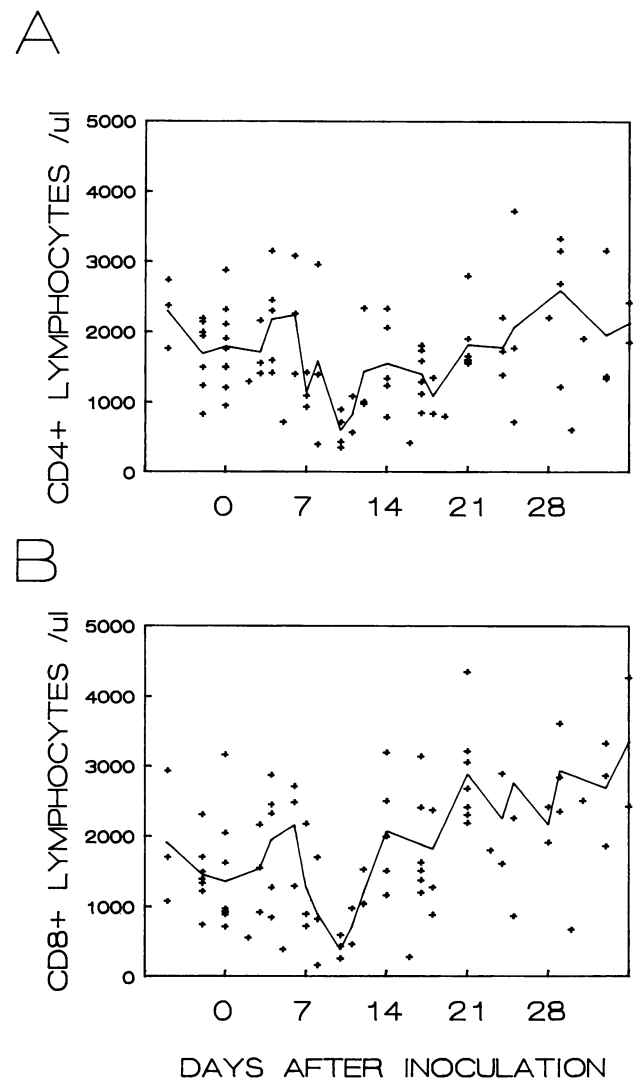 A
CD4+ LYMPHOCYTES /ul
5000
4000
3000
2000
1000
0
0 7 14 21 28
B
CD8+ LYMPHOCYTES /ul
5000
4000
3000
2000
1000
0
0 7 14 21 28
DAYS AFTER INOCULATION